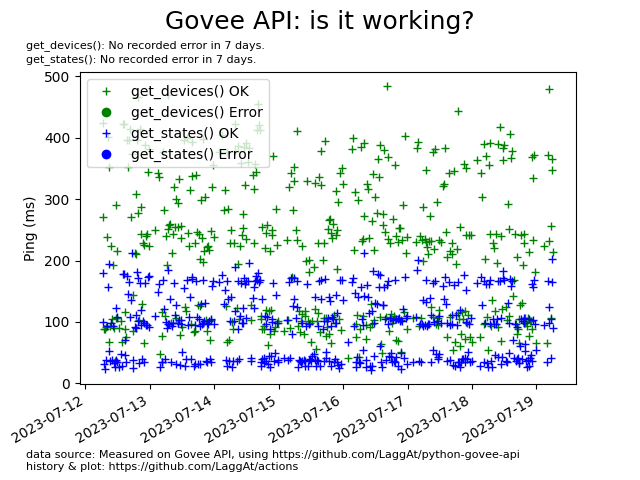 Govee API: is it working?
get_devices(): No recorded error in 7 days.
get_states(): No recorded error in 7 days.
get_devices() OK
get_devices() Error
get_states() OK
get_states() Error
Ping (ms)
500
400
300
200
100
0
2023-07-12
2023-07-13
2023-07-14
2023-07-15
2023-07-16
2023-07-17
2023-07-18
2023-07-19
data source: Measured on Govee API, using https://github.com/LaggAt/python-govee-api
history & plot: https://github.com/LaggAt/actions